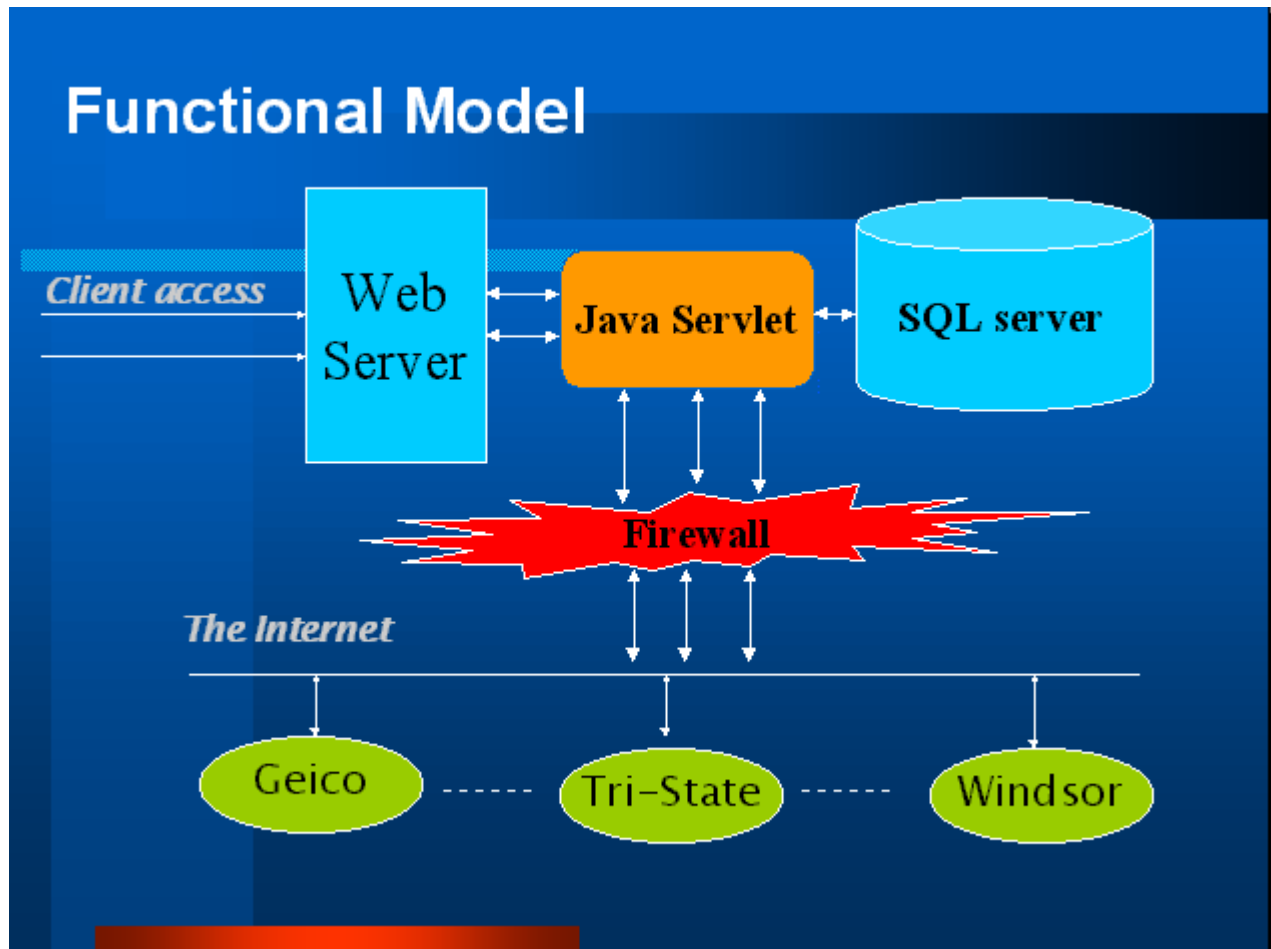 Functional Model
Client access
Web
Server
Java Servlet
SQL server
Firewall
The Internet
Geico
Tri-State
Windsor